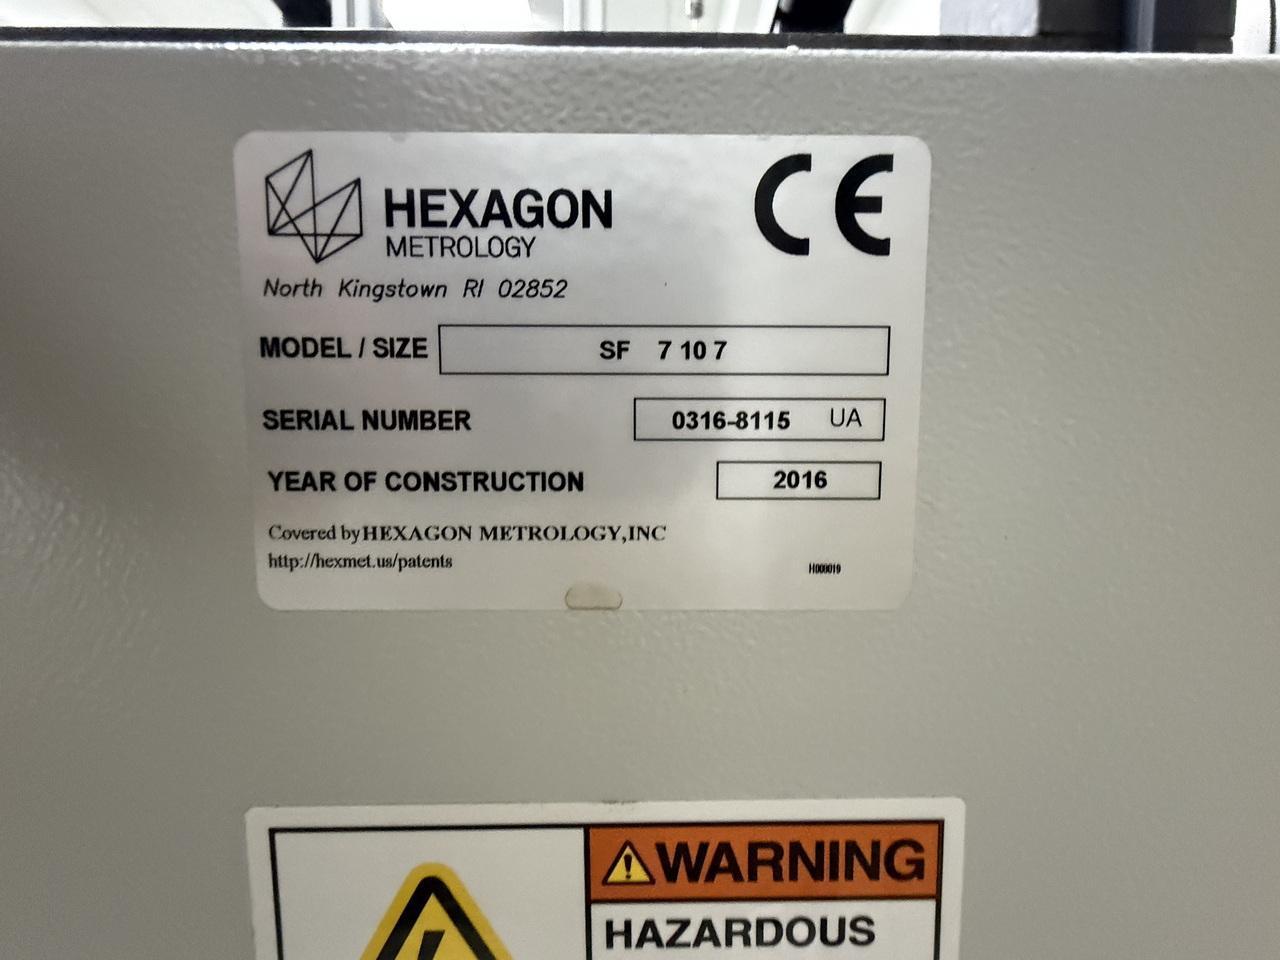 HEXAGON
METROLOGY
CE
North Kingstown RI 02852
MODEL / SIZE SF 7 10 7
SERIAL NUMBER 0316-8115 UA
YEAR OF CONSTRUCTION 2016
Covered by HEXAGON METROLOGY,INC
http://hexmet.us/patents
H000019
WARNING
HAZARDOUS